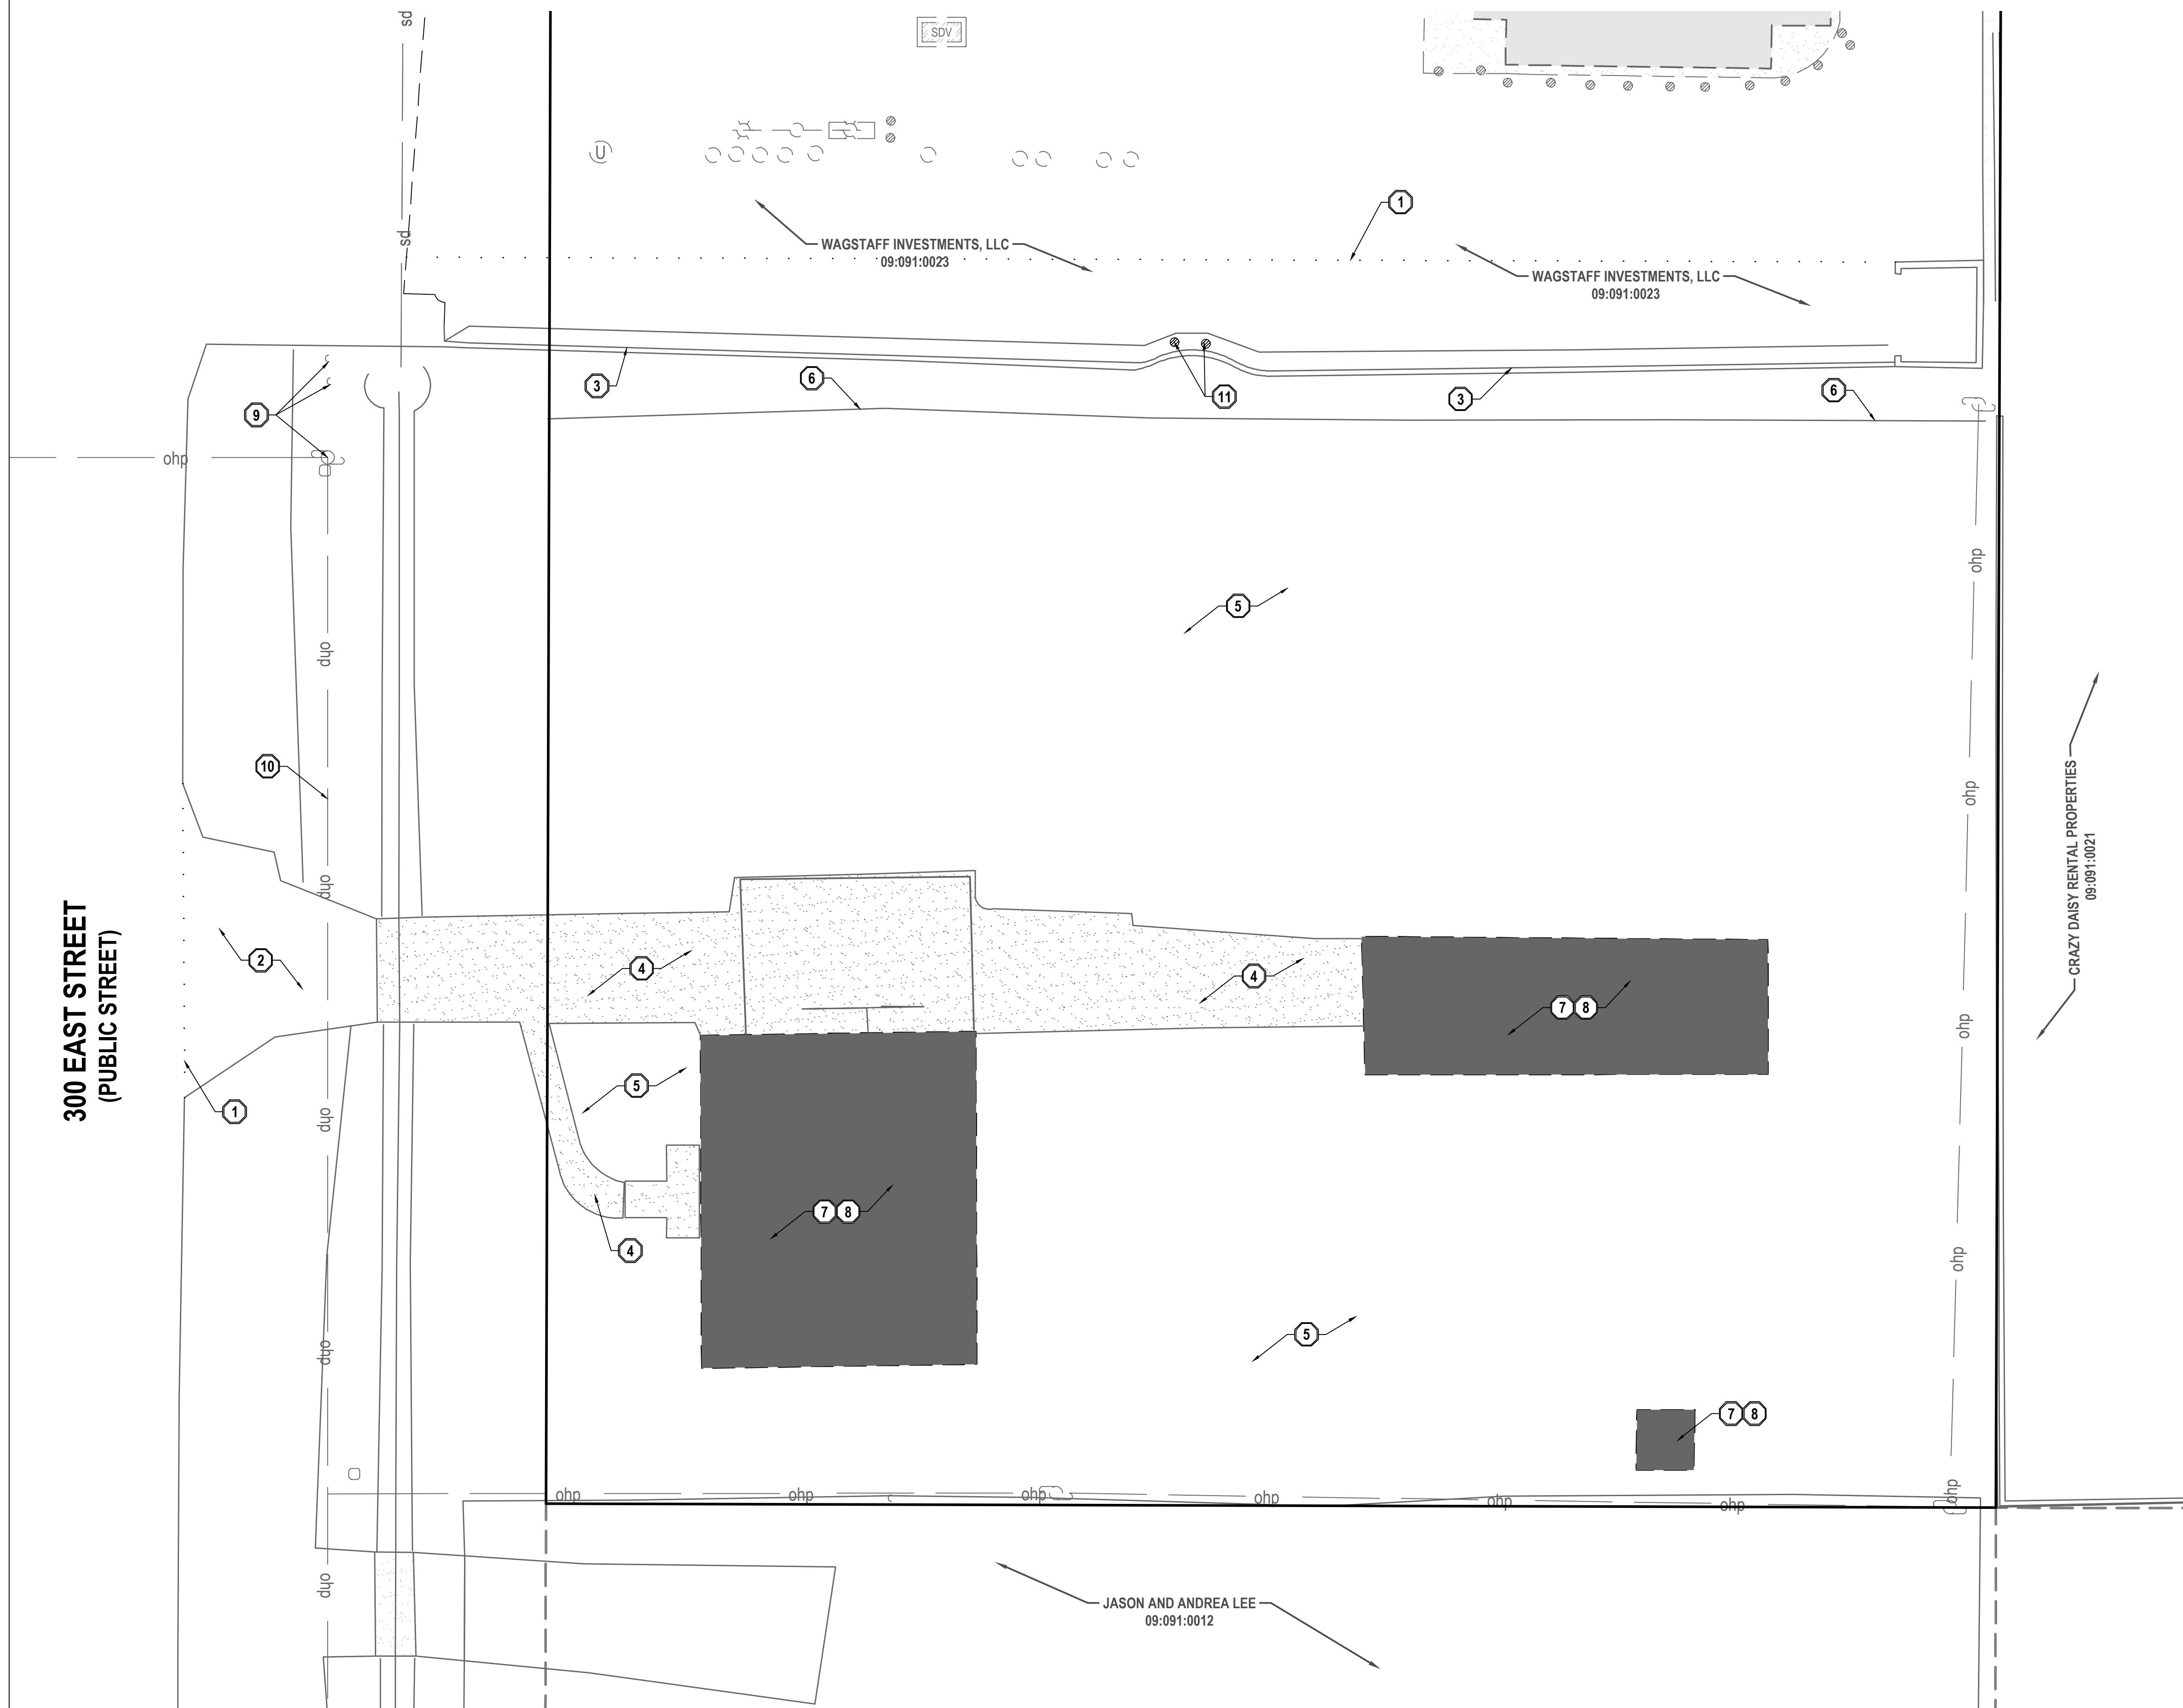 sd
SDV
U
1
sd
WAGSTAFF INVESTMENTS, LLC
09:091:0023
WAGSTAFF INVESTMENTS, LLC
09:091:0023
3
6
11
3
6
9
ohp
ohp
5
ohp
10
ohp
ohp
CRAZY DAISY RENTAL PROPERTIES
09:091:0021
300 EAST STREET
(PUBLIC STREET)
2
4
4
7 8
ohp
5
1
ohp
7 8
4
ohp
5
ohp
7 8
ohp
ohp
ohp
ohp
ohp
ohp
ohp
ohp
JASON AND ANDREA LEE
09:091:0012